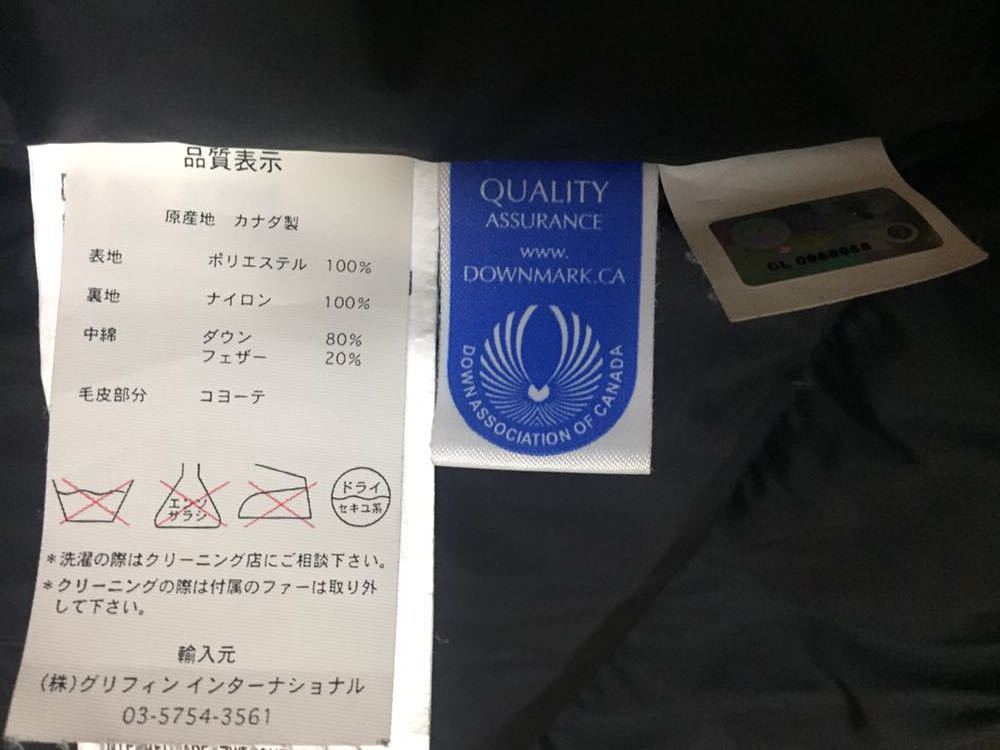 品質表示
原産地 カナダ製
表地 ポリエステル 100%
裏地 ナイロン 100%
中綿 ダウン 80%
フェザー 20%
毛皮部分 コヨーテ
エンソ
サラシ
ドライ
セキユ系
*洗濯の際はクリーニング店にご相談下さい。
*クリーニングの際は付属のファーは取り外
して下さい。
輸入元
(株)グリフィン インターナショナル
03-5754-3561
QUALITY
ASSURANCE
www.
DOWNMARK.CA
DOWN ASSOCIATION OF CANADA